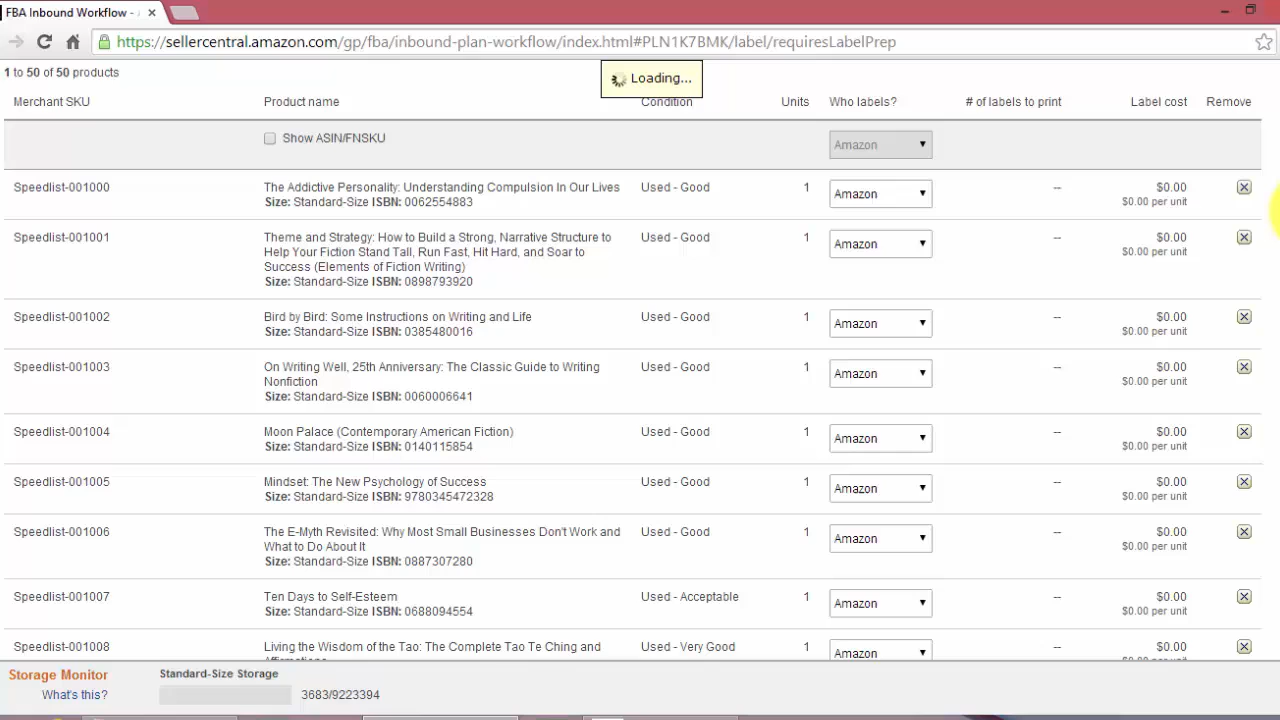 FBA Inbound Workflow -
https://sellercentral.amazon.com/gp/fba/inbound-plan-workflow/index.html#PLN1K7BMK/label/requiresLabelPrep
1 to 50 of 50 products
Loading...
Merchant SKU Product name Condition Units Who labels? # of labels to print Label cost Remove
Show ASIN/FNSKU Amazon
Speedlist-001000 The Addictive Personality: Understanding Compulsion In Our Lives Used - Good 1 Amazon -- $0.00
Size: Standard-Size ISBN: 0062554883 $0.00 per unit
Speedlist-001001 Theme and Strategy: How to Build a Strong, Narrative Structure to Used - Good 1 Amazon -- $0.00
Help Your Fiction Stand Tall, Run Fast, Hit Hard, and Soar to $0.00 per unit
Success (Elements of Fiction Writing)
Size: Standard-Size ISBN: 0898793920
Speedlist-001002 Bird by Bird: Some Instructions on Writing and Life Used - Good 1 Amazon -- $0.00
Size: Standard-Size ISBN: 0385480016 $0.00 per unit
Speedlist-001003 On Writing Well, 25th Anniversary: The Classic Guide to Writing Used - Good 1 Amazon -- $0.00
Nonfiction $0.00 per unit
Size: Standard-Size ISBN: 0060006641
Speedlist-001004 Moon Palace (Contemporary American Fiction) Used - Good 1 Amazon -- $0.00
Size: Standard-Size ISBN: 0140115854 $0.00 per unit
Speedlist-001005 Mindset: The New Psychology of Success Used - Good 1 Amazon -- $0.00
Size: Standard-Size ISBN: 9780345472328 $0.00 per unit
Speedlist-001006 The E-Myth Revisited: Why Most Small Businesses Don't Work and Used - Good 1 Amazon -- $0.00
What to Do About It $0.00 per unit
Size: Standard-Size ISBN: 0887307280
Speedlist-001007 Ten Days to Self-Esteem Used - Acceptable 1 Amazon -- $0.00
Size: Standard-Size ISBN: 0688094554 $0.00 per unit
Speedlist-001008 Living the Wisdom of the Tao: The Complete Tao Te Ching and Used - Very Good 1 Amazon -- $0.00
Storage Monitor Standard-Size Storage
What's this? 3683/9223394